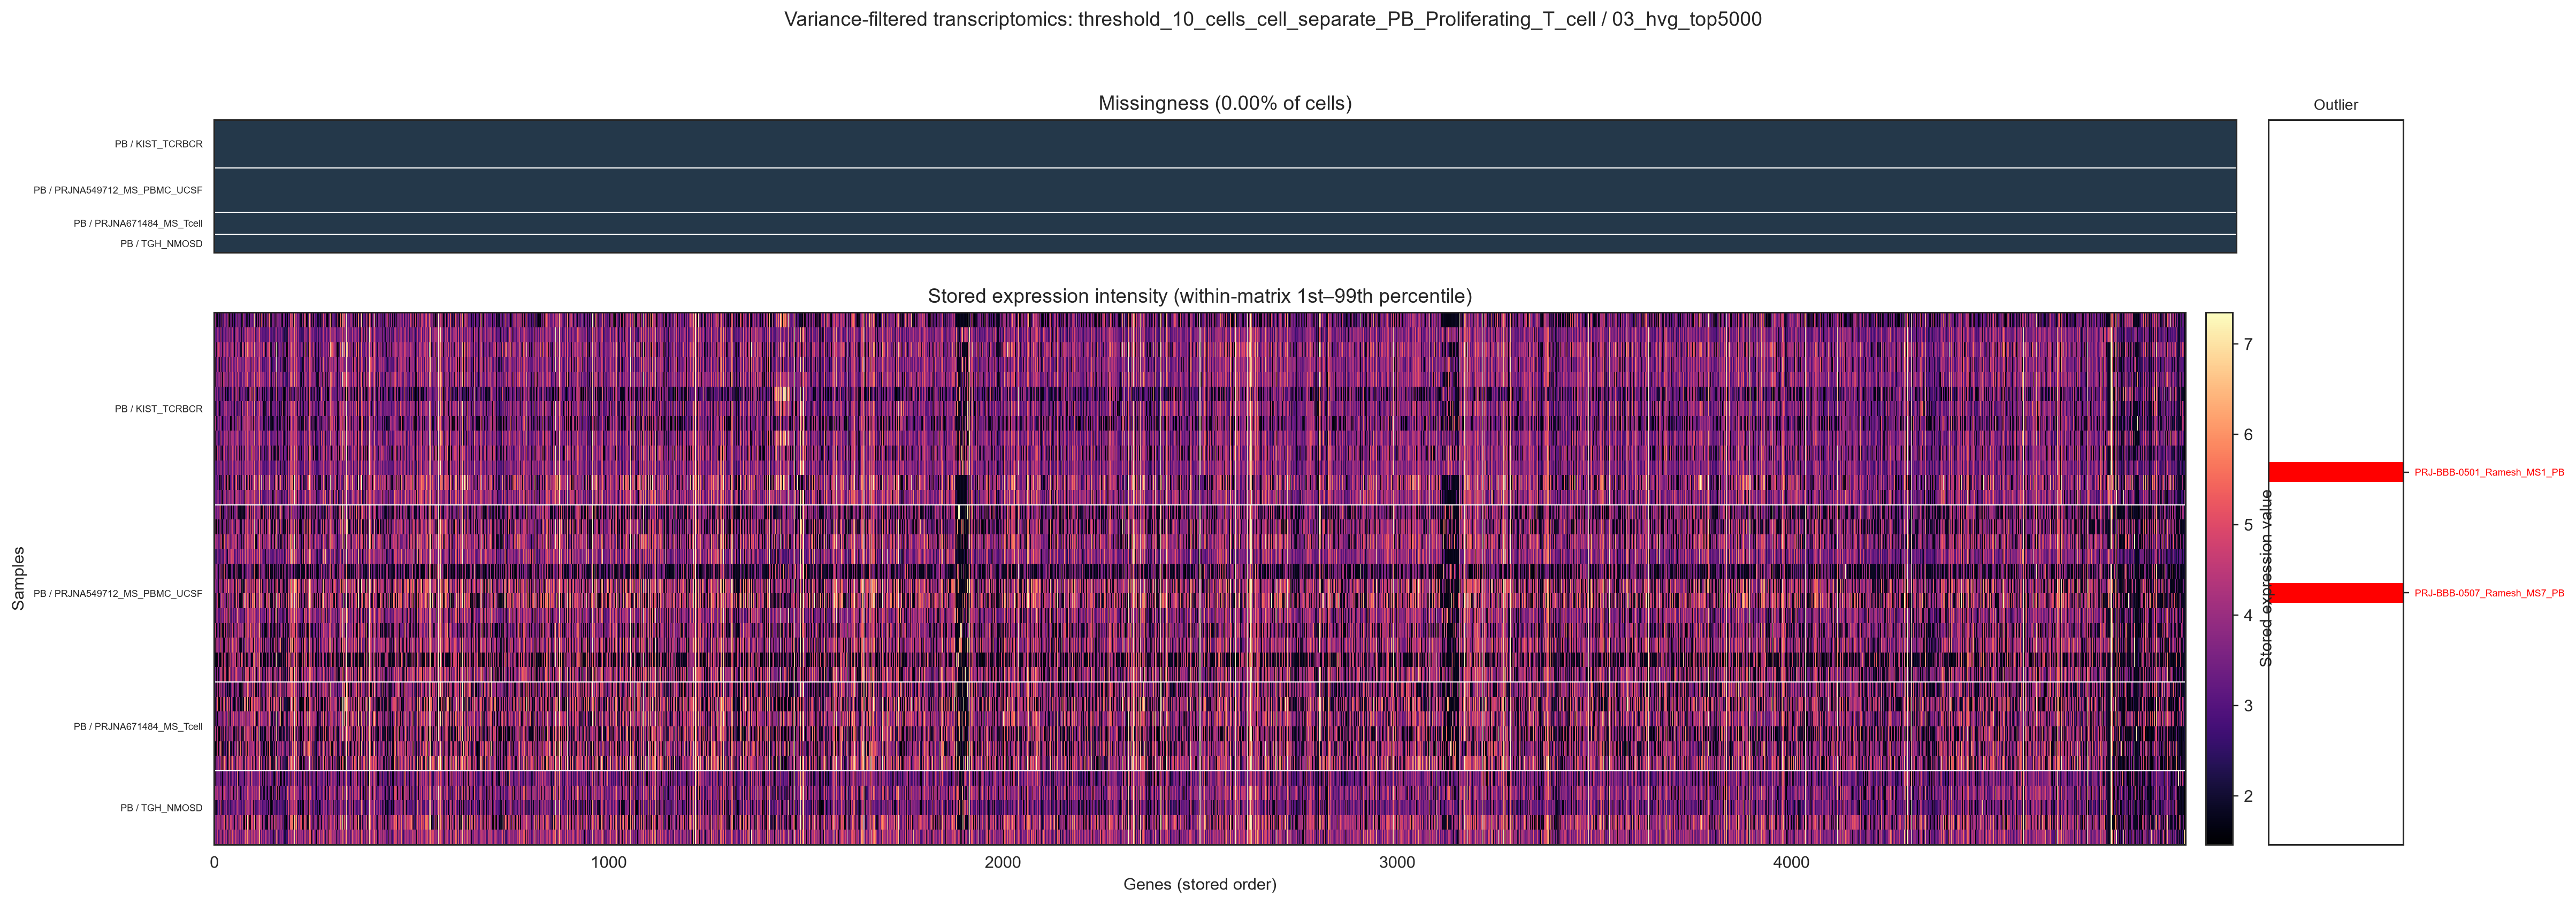 Variance-filtered transcriptomics: threshold_10_cells_cell_separate_PB_Proliferating_T_cell / 03_hvg_top5000
Missingness (0.00% of cells)
PB / KIST_TCRBCR
PB / PRJNA549712_MS_PBMC_UCSF
PB / PRJNA671484_MS_Tcell
PB / TGH_NMOSD
Outlier
PRJ-BBB-0501_Ramesh_MS1_PB
PRJ-BBB-0507_Ramesh_MS7_PB
Stored expression intensity (within-matrix 1st–99th percentile)
Samples
PB / KIST_TCRBCR
PB / PRJNA549712_MS_PBMC_UCSF
PB / PRJNA671484_MS_Tcell
PB / TGH_NMOSD
0 1000 2000 3000 4000
Genes (stored order)
7
6
5
4
3
2
Stored expression value